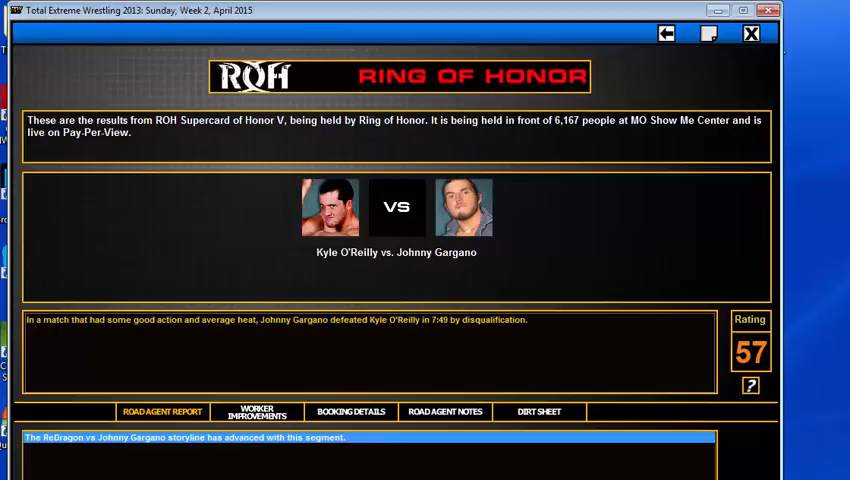 Total Extreme Wrestling 2013: Sunday, Week 2, April 2015
ROH RING OF HONOR
These are the results from ROH Supercard of Honor V, being held by Ring of Honor. It is being held in front of 6,167 people at MO Show Me Center and is
live on Pay-Per-View.
VS
Kyle O'Reilly vs. Johnny Gargano
In a match that had some good action and average heat, Johnny Gargano defeated Kyle O'Reilly in 7:49 by disqualification.
Rating
57
?
ROAD AGENT REPORT
WORKER
IMPROVEMENTS
BOOKING DETAILS
ROAD AGENT NOTES
DIRT SHEET
The ReDragon vs Johnny Gargano storyline has advanced with this segment.